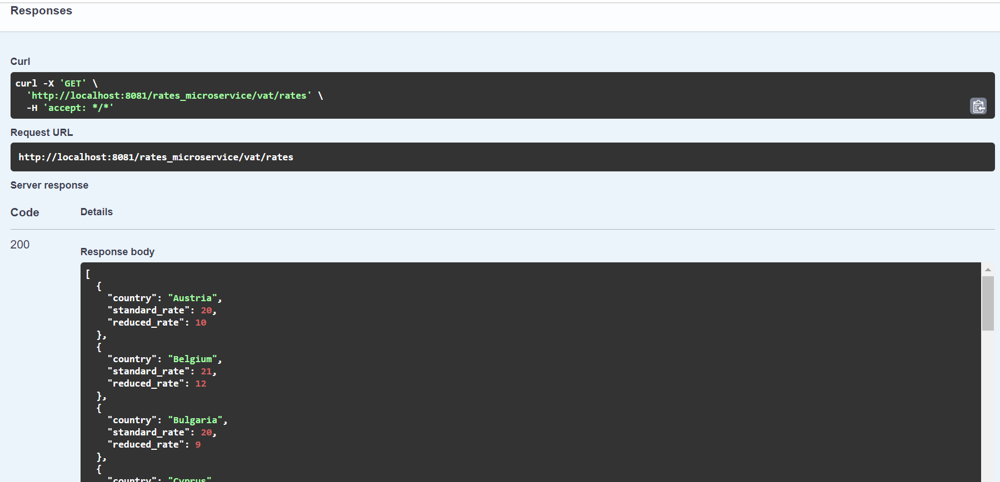 Responses
Curl
curl -X 'GET' \
  'http://localhost:8081/rates_microservice/vat/rates' \
  -H 'accept: */*'
Request URL
http://localhost:8081/rates_microservice/vat/rates
Server response
Code Details
200
Response body
[
  {
    "country": "Austria",
    "standard_rate": 20,
    "reduced_rate": 10
  },
  {
    "country": "Belgium",
    "standard_rate": 21,
    "reduced_rate": 12
  },
  {
    "country": "Bulgaria",
    "standard_rate": 20,
    "reduced_rate": 9
  },
  {
    "country": "Cyprus"